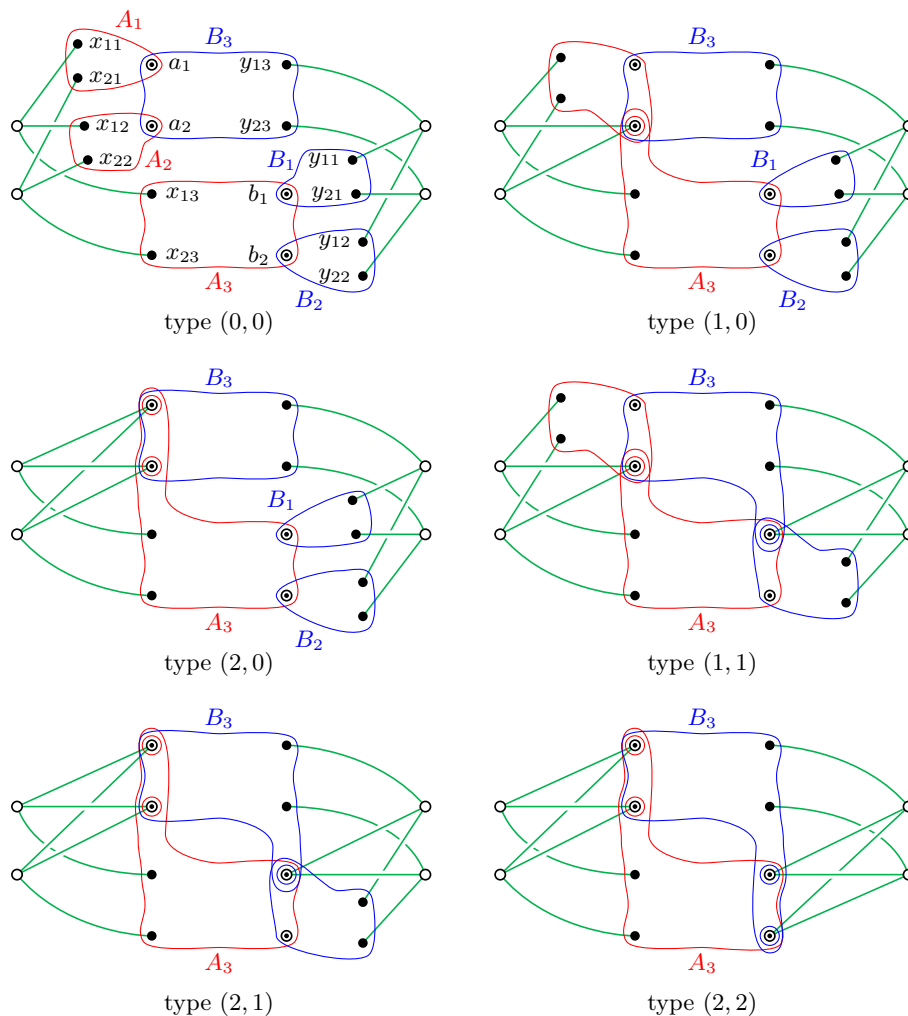 A₁
B₃
x₁₁
x₂₁
a₁
y₁₃
x₁₂
a₂
y₂₃
x₂₂
A₂
B₁
y₁₁
x₁₃
b₁
y₂₁
y₁₂
x₂₃
b₂
y₂₂
A₃
B₂
type (0, 0)
B₃
B₁
A₃
B₂
type (1, 0)
B₃
B₁
A₃
B₂
type (2, 0)
B₃
A₃
type (1, 1)
B₃
A₃
type (2, 1)
B₃
A₃
type (2, 2)